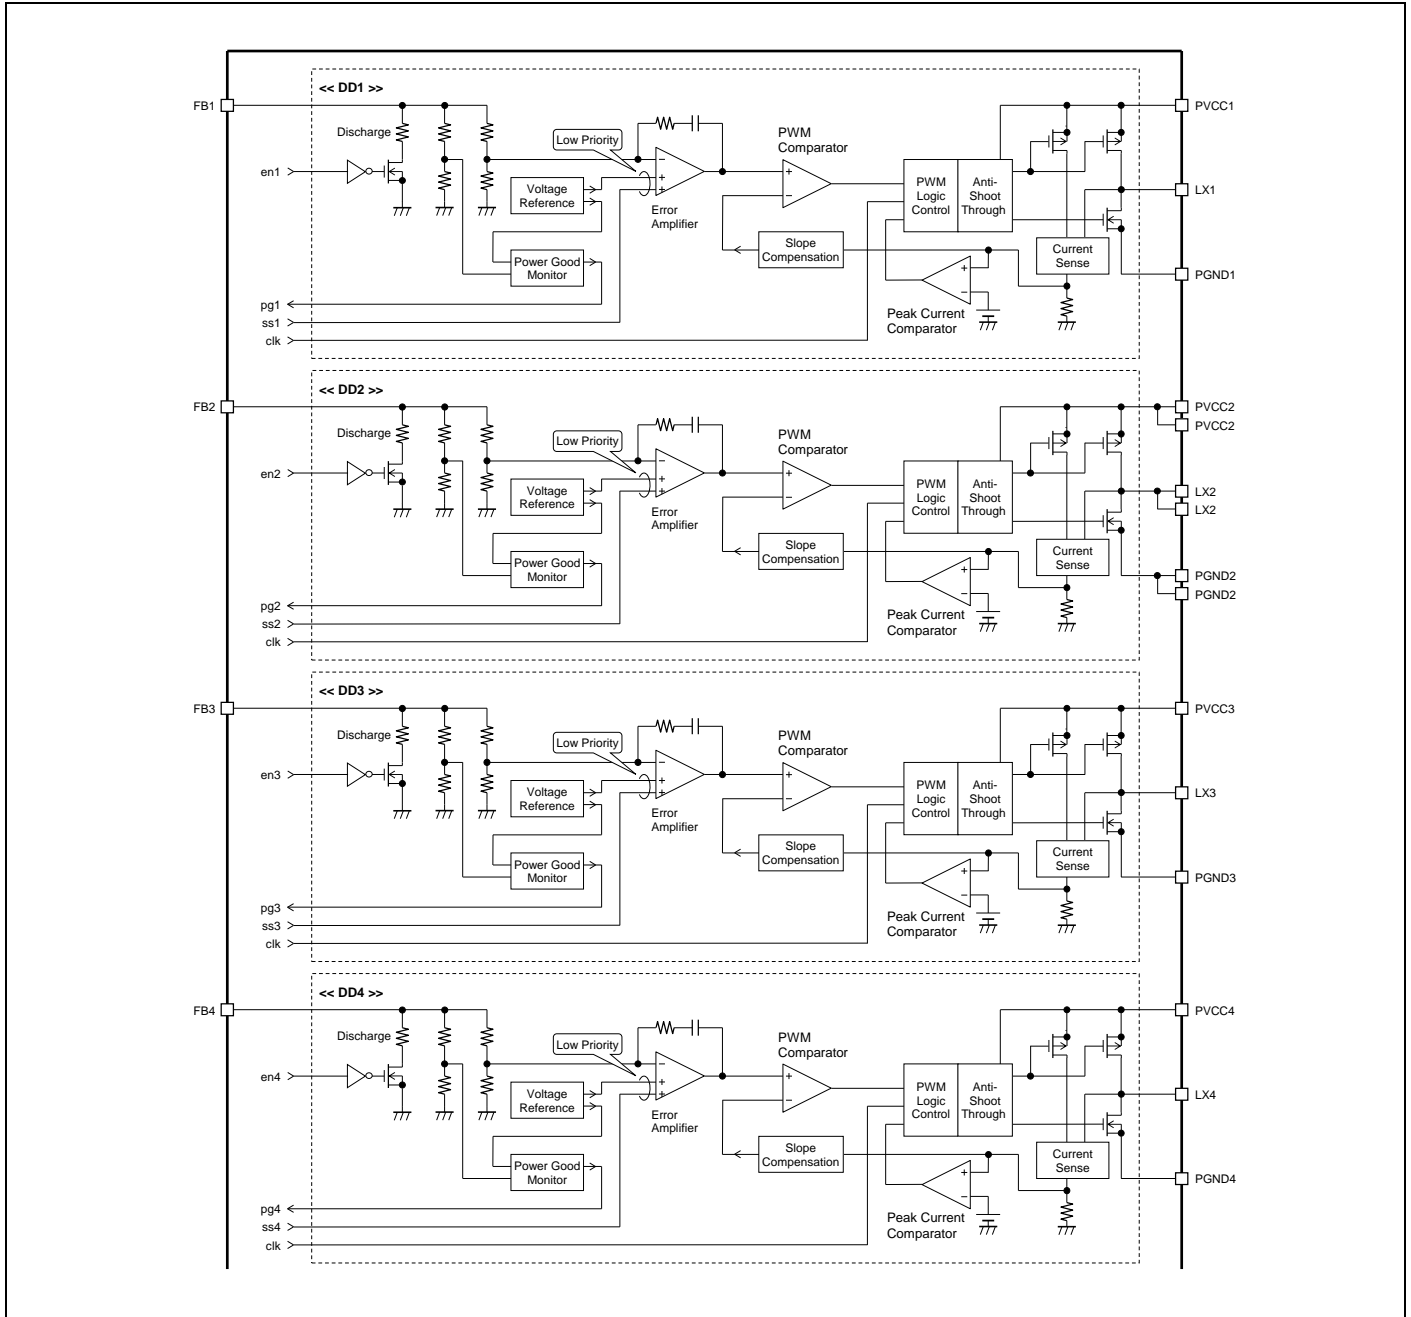 << DD1 >>
FB1
PVCC1
Discharge
Low Priority
PWM
Comparator
en1
Voltage
Reference
Error
Amplifier
PWM
Logic
Control
Anti-
Shoot
Through
LX1
Slope
Compensation
Current
Sense
Power Good
Monitor
PGND1
Peak Current
Comparator
pg1
ss1
clk
<< DD2 >>
FB2
PVCC2
PVCC2
Discharge
Low Priority
PWM
Comparator
en2
Voltage
Reference
Error
Amplifier
PWM
Logic
Control
Anti-
Shoot
Through
LX2
LX2
Slope
Compensation
Current
Sense
Power Good
Monitor
PGND2
PGND2
Peak Current
Comparator
pg2
ss2
clk
<< DD3 >>
FB3
PVCC3
Discharge
Low Priority
PWM
Comparator
en3
Voltage
Reference
Error
Amplifier
PWM
Logic
Control
Anti-
Shoot
Through
LX3
Slope
Compensation
Current
Sense
Power Good
Monitor
PGND3
Peak Current
Comparator
pg3
ss3
clk
<< DD4 >>
FB4
PVCC4
Discharge
Low Priority
PWM
Comparator
en4
Voltage
Reference
Error
Amplifier
PWM
Logic
Control
Anti-
Shoot
Through
LX4
Slope
Compensation
Current
Sense
Power Good
Monitor
PGND4
Peak Current
Comparator
pg4
ss4
clk